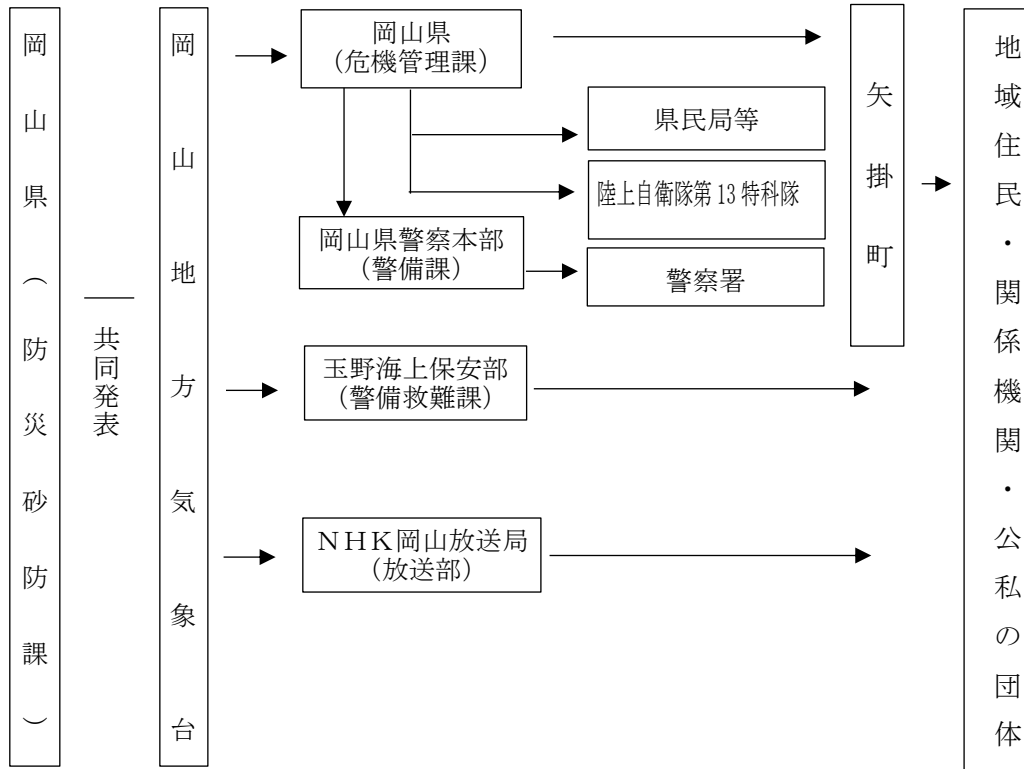 岡山県（防災砂防課）
共同発表
岡山地方気象台
岡山県
（危機管理課）
県民局等
陸上自衛隊第13特科隊
岡山県警察本部
（警備課）
警察署
玉野海上保安部
（警備救難課）
ＮＨＫ岡山放送局
（放送部）
矢掛町
地域住民・関係機関・公私の団体